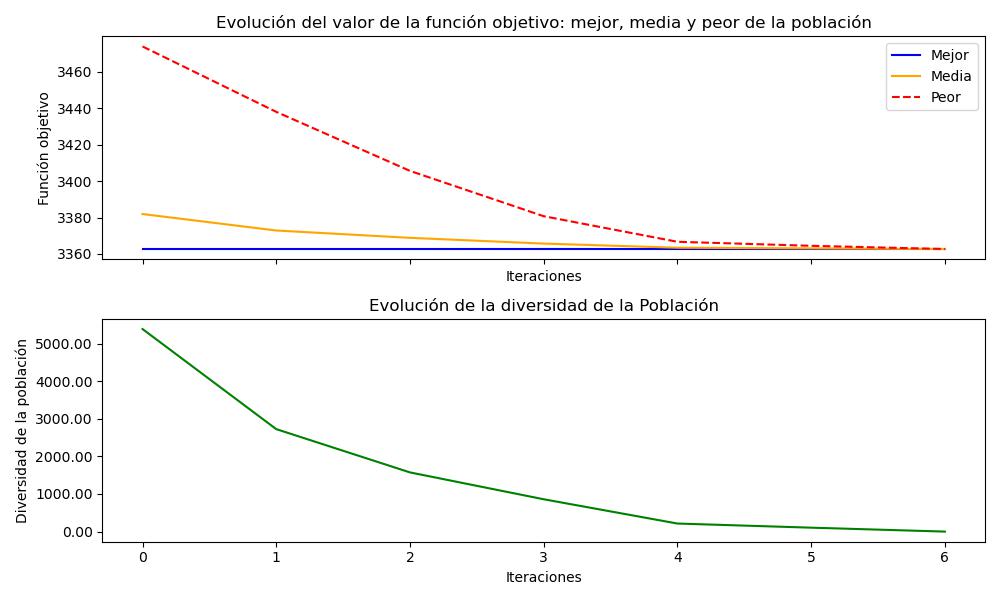 Evolución del valor de la función objetivo: mejor, media y peor de la población
Función objetivo
3460
3440
3420
3400
3380
3360
Mejor
Media
Peor
Iteraciones
Evolución de la diversidad de la Población
Diversidad de la población
5000.00
4000.00
3000.00
2000.00
1000.00
0.00
0 1 2 3 4 5 6
Iteraciones